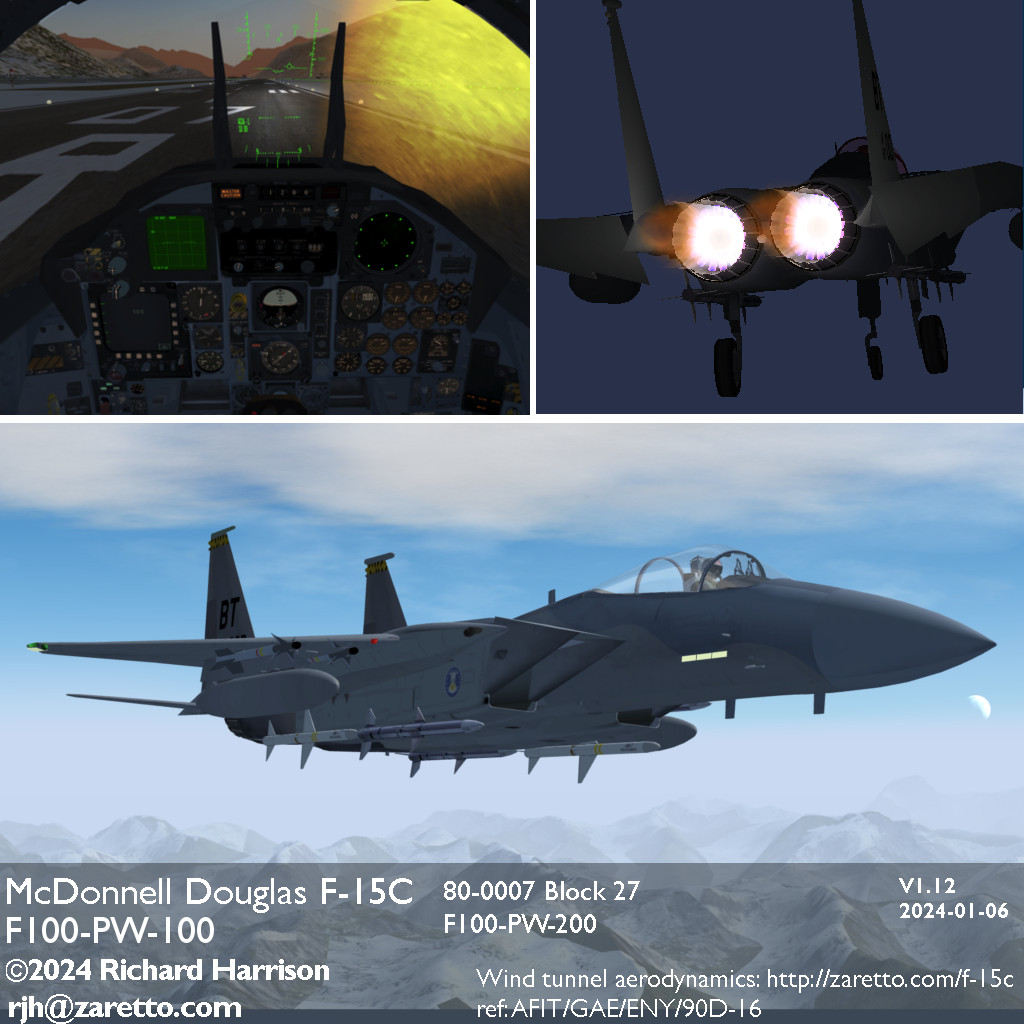 MASTER
CAUTION
BT
McDonnell Douglas F-15C
F100-PW-100
©2024 Richard Harrison
rjh@zaretto.com
80-0007 Block 27
F100-PW-200
V1.12
2024-01-06
Wind tunnel aerodynamics: http://zaretto.com/f-15c
ref: AFIT/GAE/ENY/90D-16